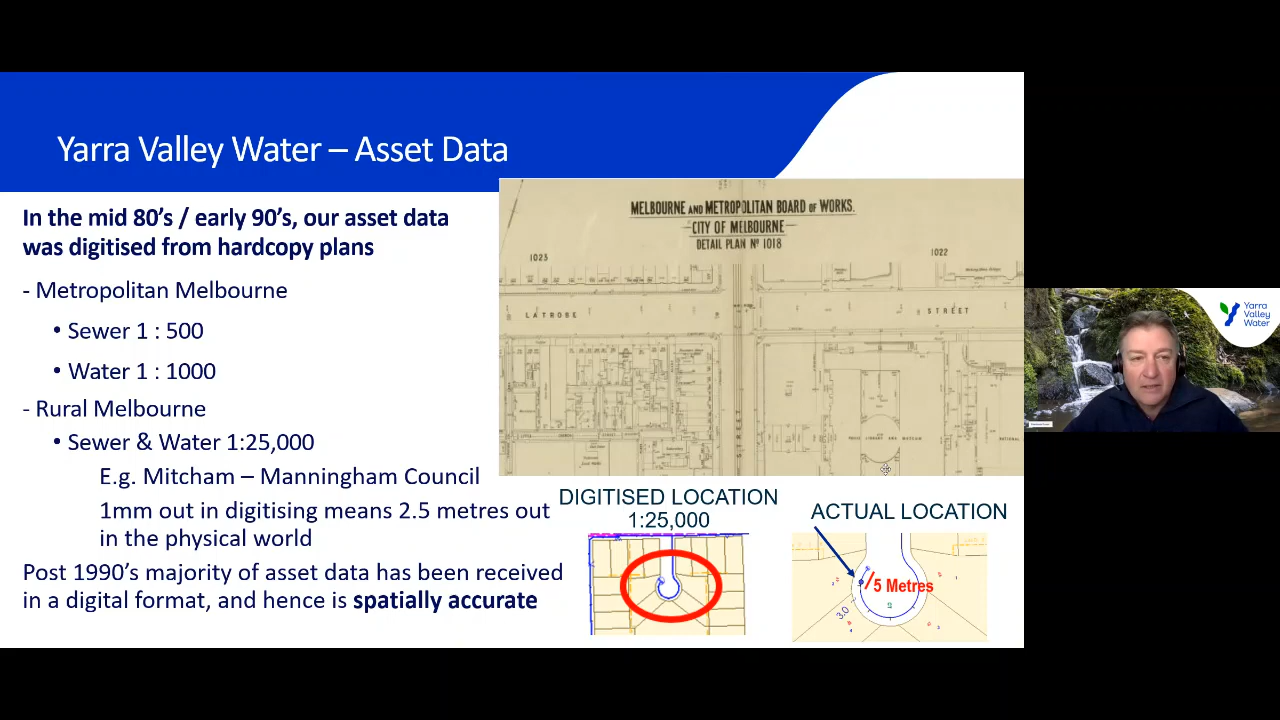 Yarra Valley Water – Asset Data
In the mid 80's / early 90's, our asset data
was digitised from hardcopy plans
- Metropolitan Melbourne
• Sewer 1 : 500
• Water 1 : 1000
- Rural Melbourne
• Sewer & Water 1:25,000
E.g. Mitcham – Manningham Council
1mm out in digitising means 2.5 metres out
in the physical world
Post 1990's majority of asset data has been received
in a digital format, and hence is spatially accurate
MELBOURNE AND METROPOLITAN BOARD OF WORKS.
CITY OF MELBOURNE
DETAIL PLAN Nº 1018
1023
1022
LATROBE
STREET
STREET
DIGITISED LOCATION
1:25,000
ACTUAL LOCATION
5 Metres
3.0
Yarra
Valley
Water